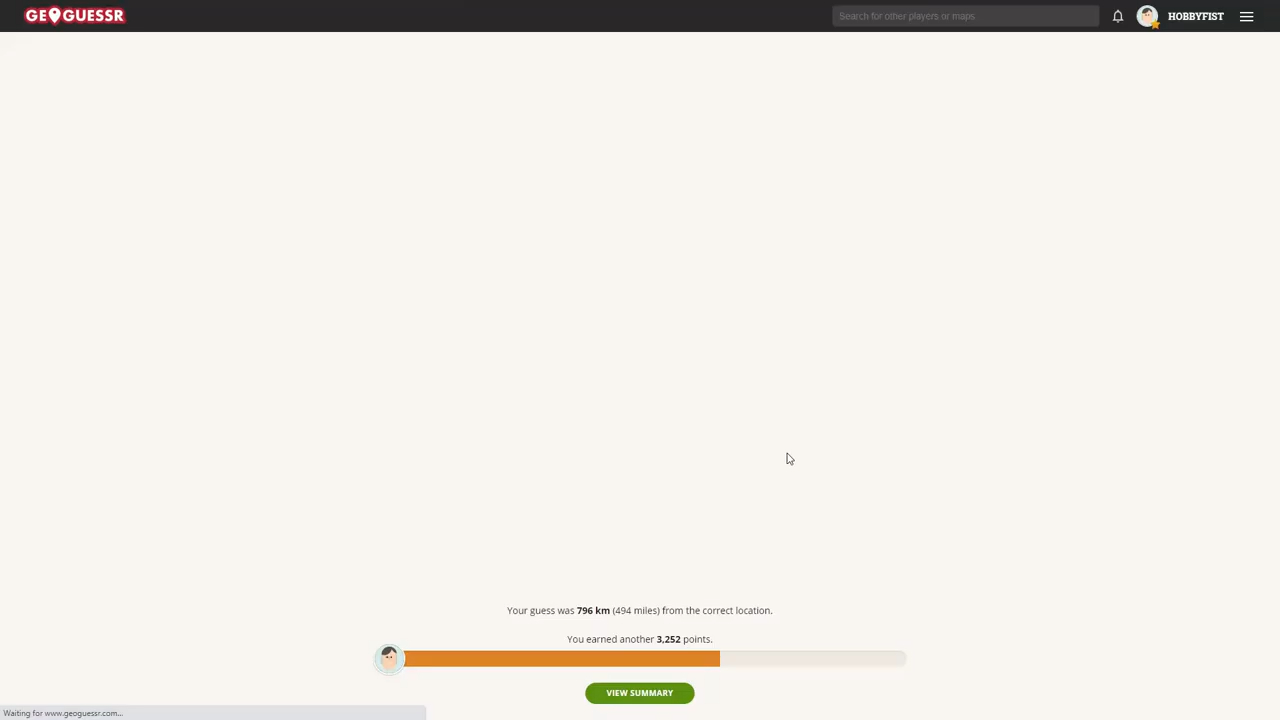 GEOGUESSR
Search for other players or maps
HOBBYFIST
Your guess was 796 km (494 miles) from the correct location.
You earned another 3,252 points.
VIEW SUMMARY
Waiting for www.geoguessr.com...